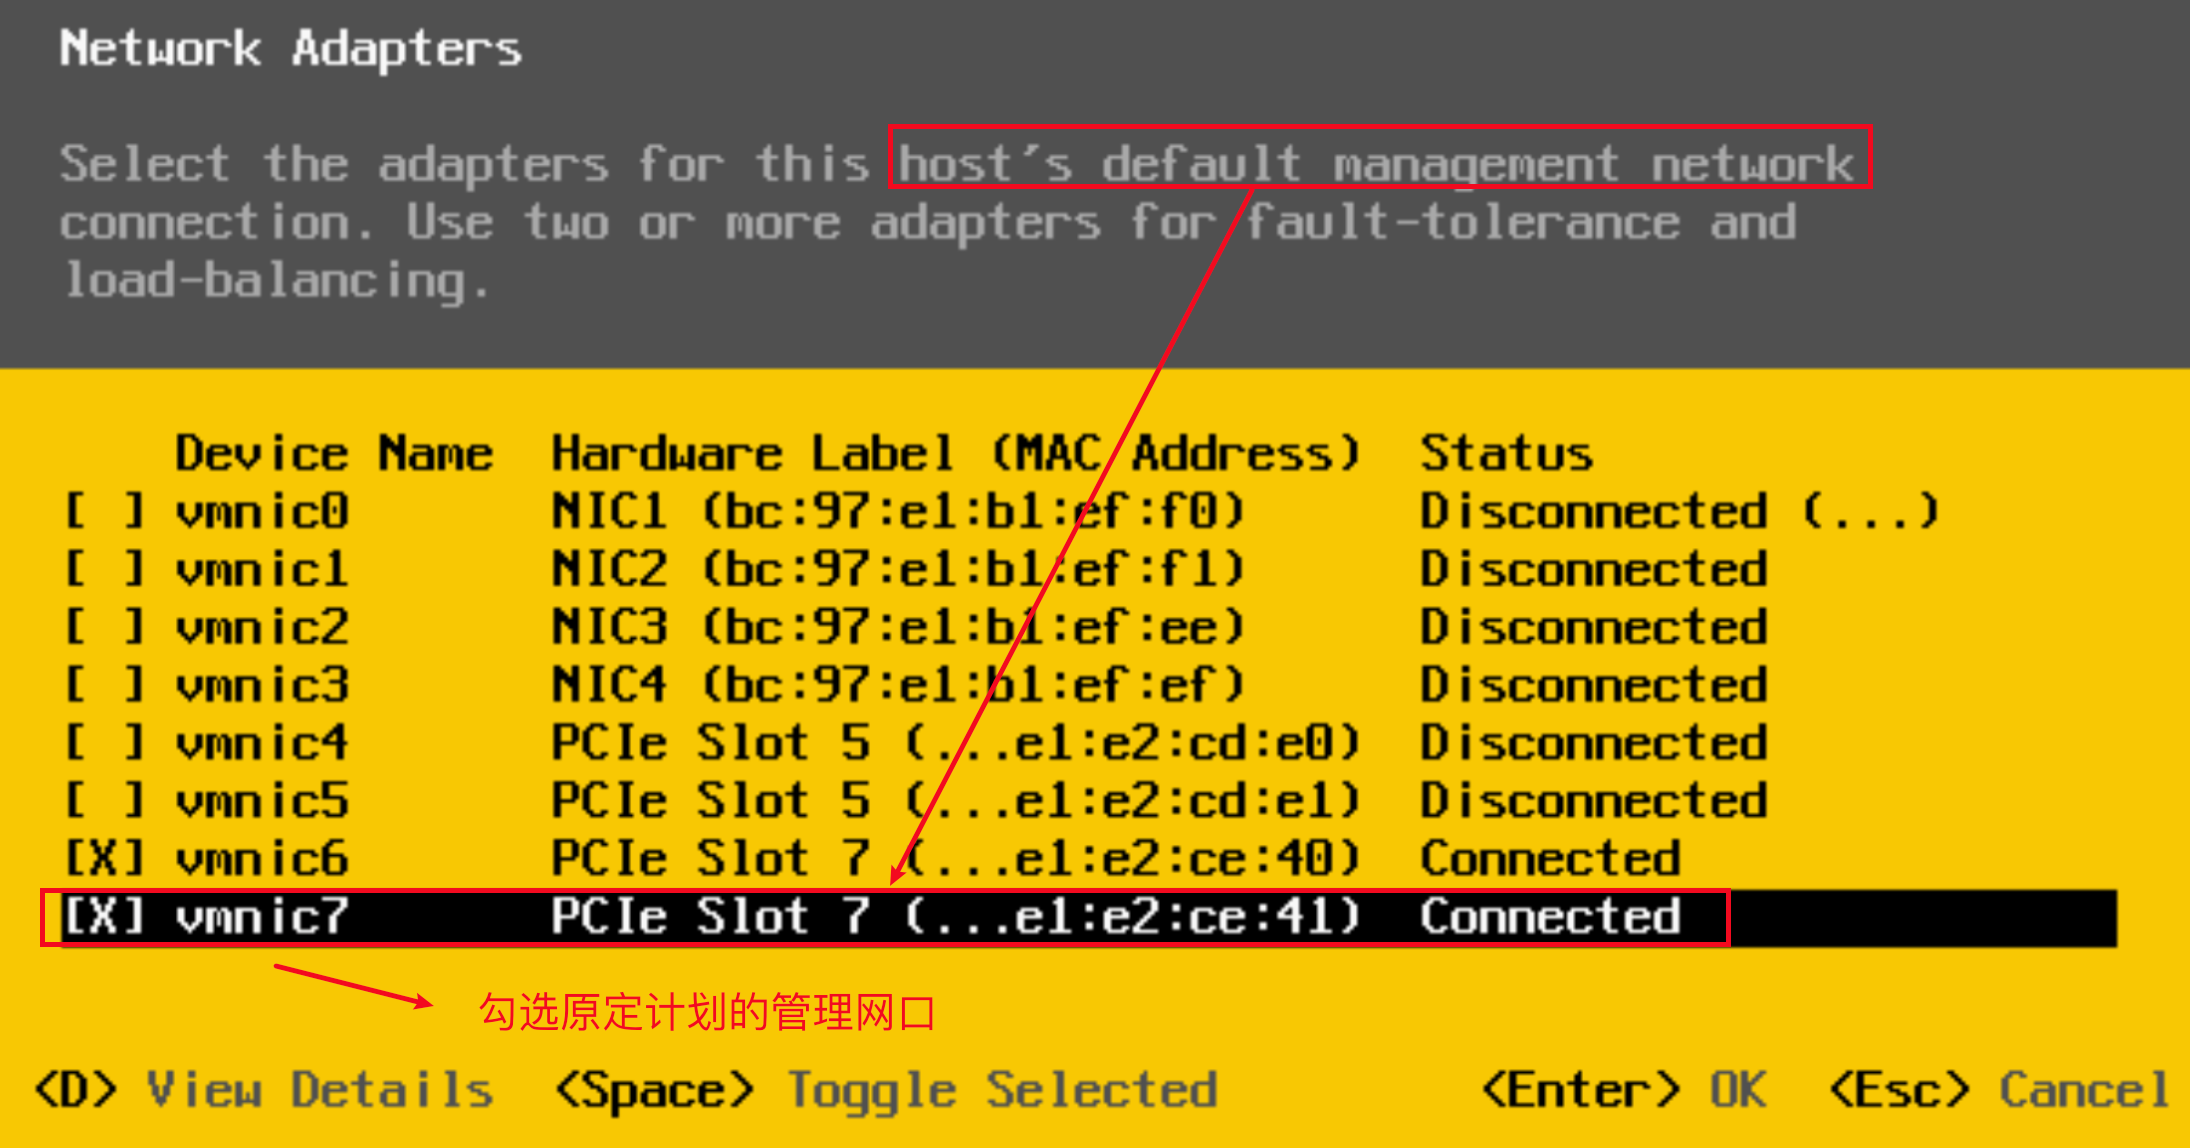 Network Adapters
Select the adapters for this host's default management network
connection. Use two or more adapters for fault-tolerance and
load-balancing.
Device Name Hardware Label (MAC Address) Status
[ ] vmnic0 NIC1 (bc:97:e1:b1:ef:f0) Disconnected (...)
[ ] vmnic1 NIC2 (bc:97:e1:b1:ef:f1) Disconnected
[ ] vmnic2 NIC3 (bc:97:e1:b1:ef:ee) Disconnected
[ ] vmnic3 NIC4 (bc:97:e1:b1:ef:ef) Disconnected
[ ] vmnic4 PCIe Slot 5 (...e1:e2:cd:e0) Disconnected
[ ] vmnic5 PCIe Slot 5 (...e1:e2:cd:e1) Disconnected
[X] vmnic6 PCIe Slot 7 (...e1:e2:ce:40) Connected
[X] vmnic7 PCIe Slot 7 (...e1:e2:ce:41) Connected
勾选原定计划的管理网口
<D> View Details <Space> Toggle Selected <Enter> OK <Esc> Cancel